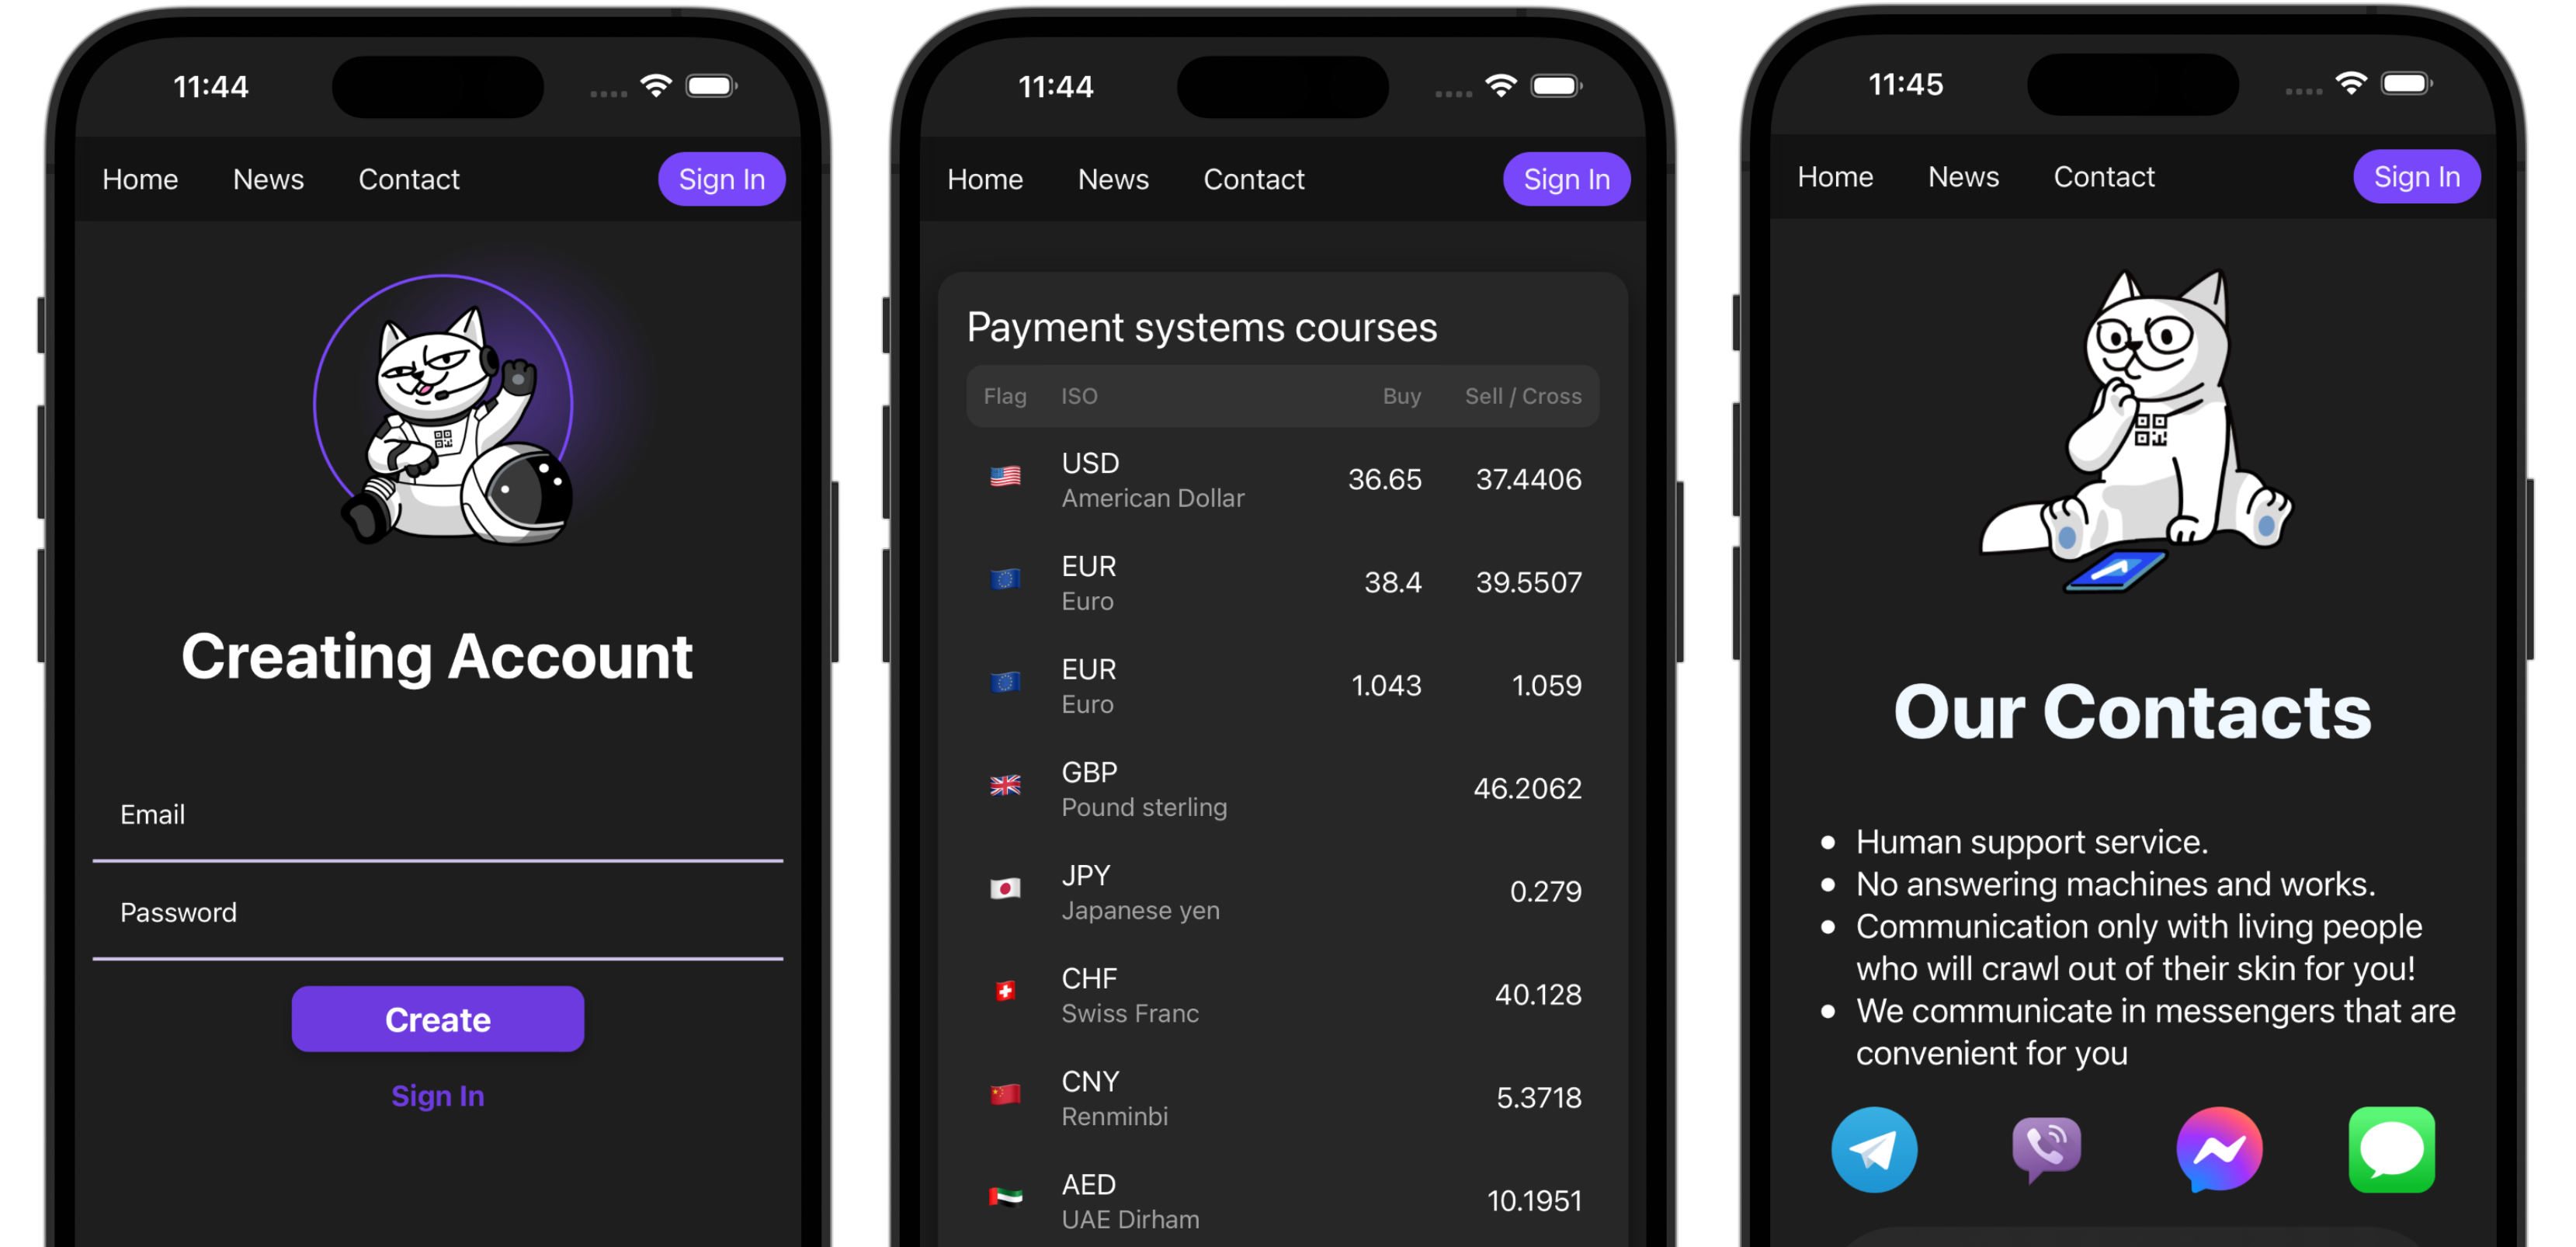 11:44
Home News Contact Sign In
Creating Account
Email
Password
Create
Sign In
11:44
Home News Contact Sign In
Payment systems courses
Flag ISO Buy Sell / Cross
USD
American Dollar
36.65 37.4406
EUR
Euro
38.4 39.5507
EUR
Euro
1.043 1.059
GBP
Pound sterling
46.2062
JPY
Japanese yen
0.279
CHF
Swiss Franc
40.128
CNY
Renminbi
5.3718
AED
UAE Dirham
10.1951
11:45
Home News Contact Sign In
Our Contacts
• Human support service.
• No answering machines and works.
• Communication only with living people
who will crawl out of their skin for you!
• We communicate in messengers that are
convenient for you